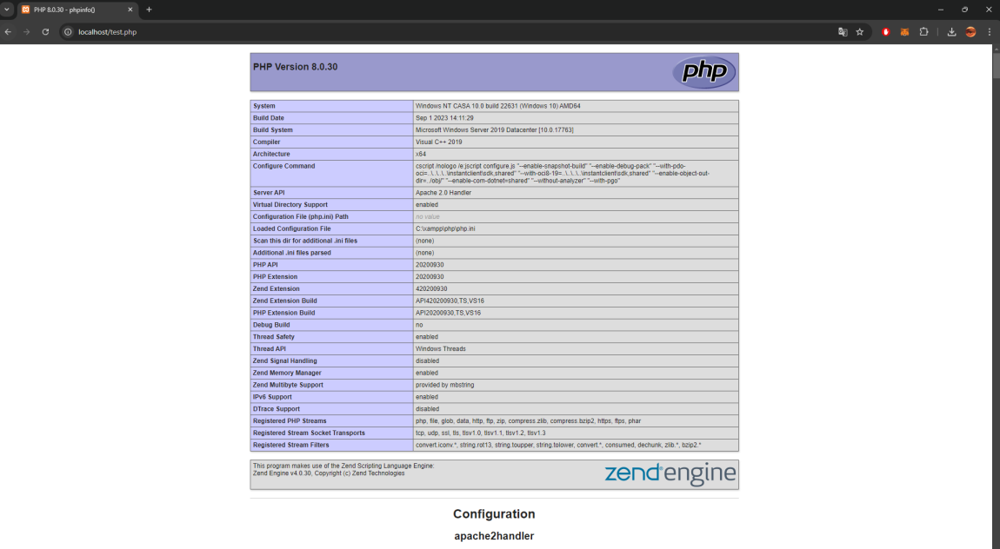 PHP 8.0.30 - phpinfo()
localhost/test.php
PHP Version 8.0.30
php
System Windows NT CASA 10.0 build 22631 (Windows 10) AMD64
Build Date Sep 1 2023 14:11:29
Build System Microsoft Windows Server 2019 Datacenter [10.0.17763]
Compiler Visual C++ 2019
Architecture x64
Configure Command cscript /nologo /e:jscript configure.js "--enable-snapshot-build" "--enable-debug-pack" "--with-pdo-
oci=..\..\..\..\instantclient\sdk,shared" "--with-oci8-19=..\..\..\..\instantclient\sdk,shared" "--enable-object-out-
dir=../obj/" "--enable-com-dotnet=shared" "--without-analyzer" "--with-pgo"
Server API Apache 2.0 Handler
Virtual Directory Support enabled
Configuration File (php.ini) Path no value
Loaded Configuration File C:\xampp\php\php.ini
Scan this dir for additional .ini files (none)
Additional .ini files parsed (none)
PHP API 20200930
PHP Extension 20200930
Zend Extension 420200930
Zend Extension Build API420200930,TS,VS16
PHP Extension Build API20200930,TS,VS16
Debug Build no
Thread Safety enabled
Thread API Windows Threads
Zend Signal Handling disabled
Zend Memory Manager enabled
Zend Multibyte Support provided by mbstring
IPv6 Support enabled
DTrace Support disabled
Registered PHP Streams php, file, glob, data, http, ftp, zip, compress.zlib, compress.bzip2, https, ftps, phar
Registered Stream Socket Transports tcp, udp, ssl, tls, tlsv1.0, tlsv1.1, tlsv1.2, tlsv1.3
Registered Stream Filters convert.iconv.*, string.rot13, string.toupper, string.tolower, convert.*, consumed, dechunk, zlib.*, bzip2.*
This program makes use of the Zend Scripting Language Engine:
Zend Engine v4.0.30, Copyright (c) Zend Technologies
zend engine
Configuration
apache2handler